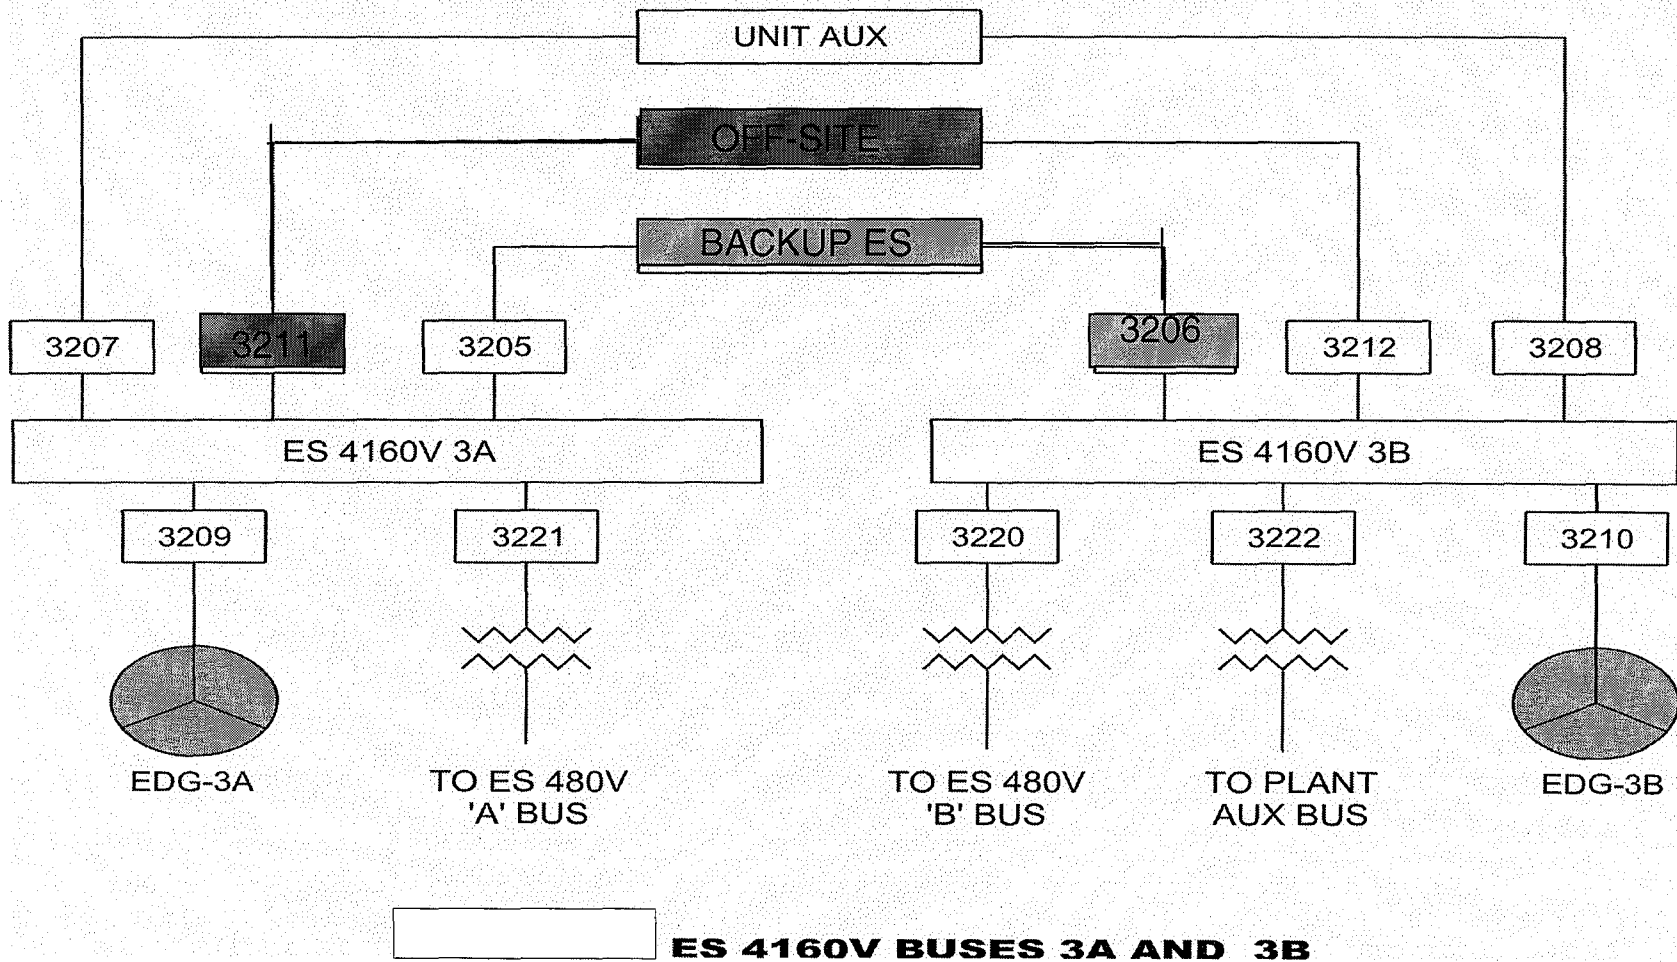 UNIT AUX
OFF-SITE
BACKUP ES
3207
3211
3205
3206
3212
3208
ES 4160V 3A
ES 4160V 3B
3209
3221
3220
3222
3210
EDG-3A
TO ES 480V
'A' BUS
TO ES 480V
'B' BUS
TO PLANT
AUX BUS
EDG-3B
ES 4160V BUSES 3A AND 3B